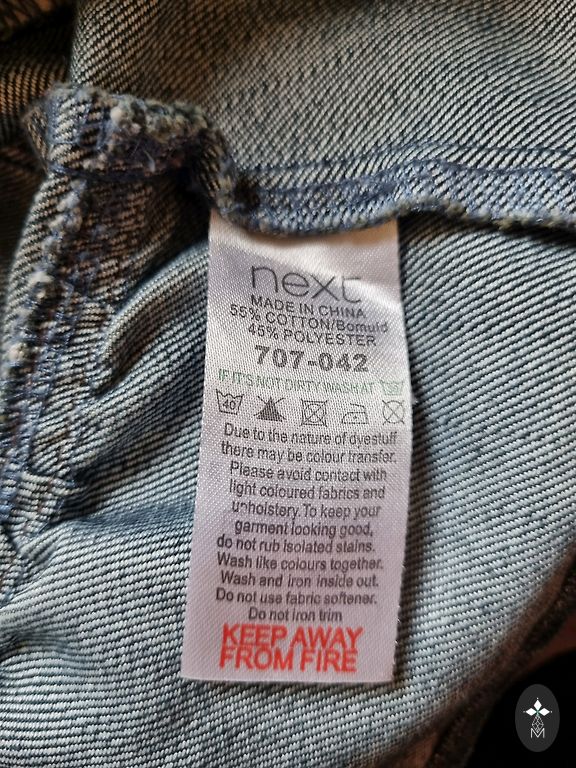 next
MADE IN CHINA
55% COTTON/Bomuld
45% POLYESTER
707-042
IF IT'S NOT DIRTY WASH AT
40
Due to the nature of dyestuff
there may be colour transfer.
Please avoid contact with
light coloured fabrics and
upholstery. To keep your
garment looking good,
do not rub isolated stains.
Wash like colours together.
Wash and iron inside out.
Do not use fabric softener.
Do not iron trim
KEEP AWAY
FROM FIRE
M